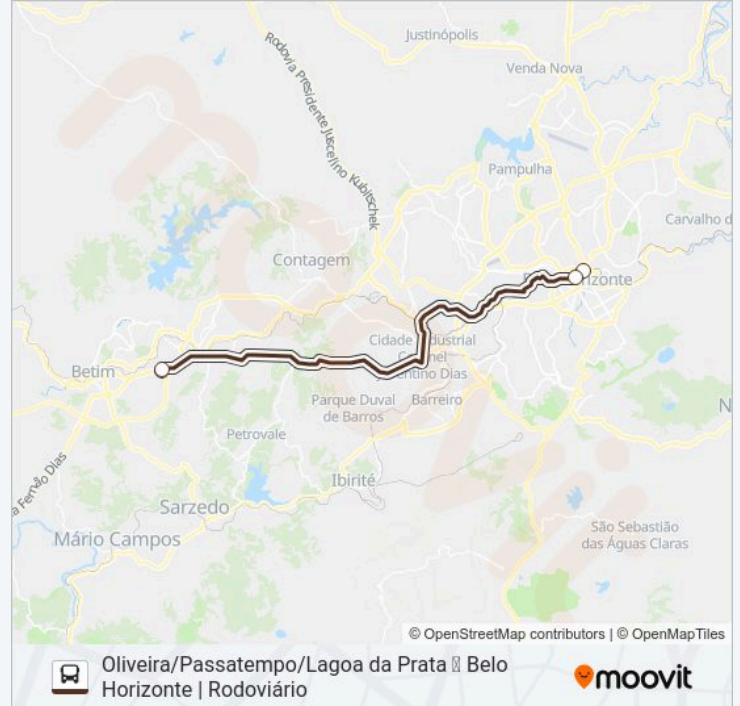 Justinópolis
Venda Nova
Rodovia Presidente Juscelino Kubitschek
Pampulha
Carvalho d
Contagem
Horizonte
Cidade Industrial
Coronel
Dias
Betim
Parque Duval
de Barros
Barreiro
N
Petrovale
Fernão Dias
Ibirité
Sarzedo
Mário Campos
São Sebastião
das Águas Claras
© OpenStreetMap contributors | © OpenMapTiles
Oliveira/Passatempo/Lagoa da Prata Belo
Horizonte | Rodoviário
moovit